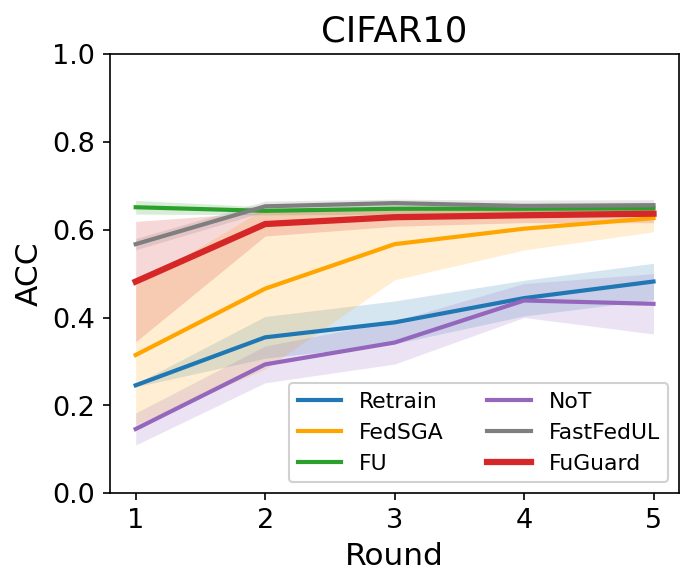 CIFAR10
ACC
1.0
0.8
0.6
0.4
0.2
0.0
Retrain
FedSGA
FU
NoT
FastFedUL
FuGuard
1 2 3 4 5
Round